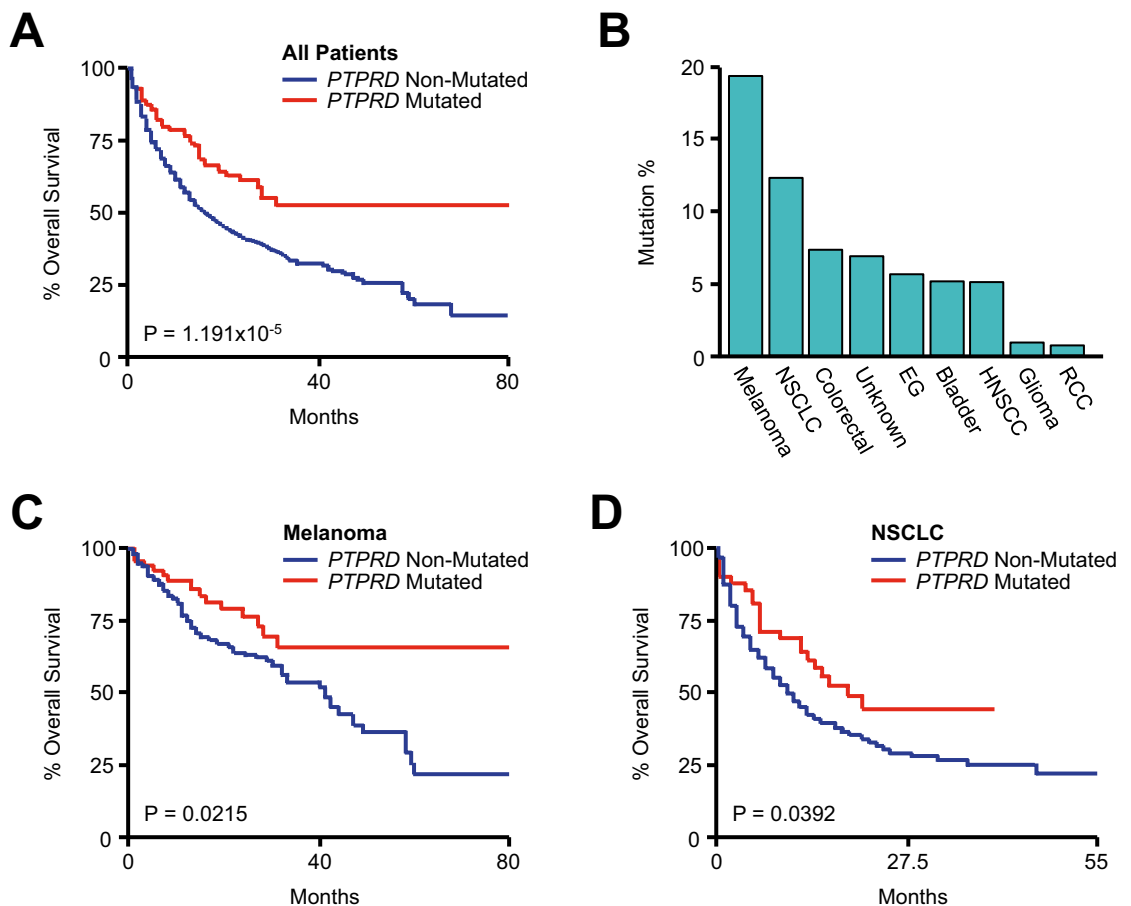 A
All Patients
PTPRD Non-Mutated
PTPRD Mutated
100
75
50
25
0
% Overall Survival
P = 1.191x10-5
0
40
80
Months
B
20
15
10
5
0
Mutation %
Melanoma
NSCLC
Colorectal
Unknown
EG
Bladder
HNSCC
Glioma
RCC
C
Melanoma
PTPRD Non-Mutated
PTPRD Mutated
100
75
50
25
0
% Overall Survival
P = 0.0215
0
40
80
Months
D
NSCLC
PTPRD Non-Mutated
PTPRD Mutated
100
75
50
25
0
% Overall Survival
P = 0.0392
0
27.5
55
Months